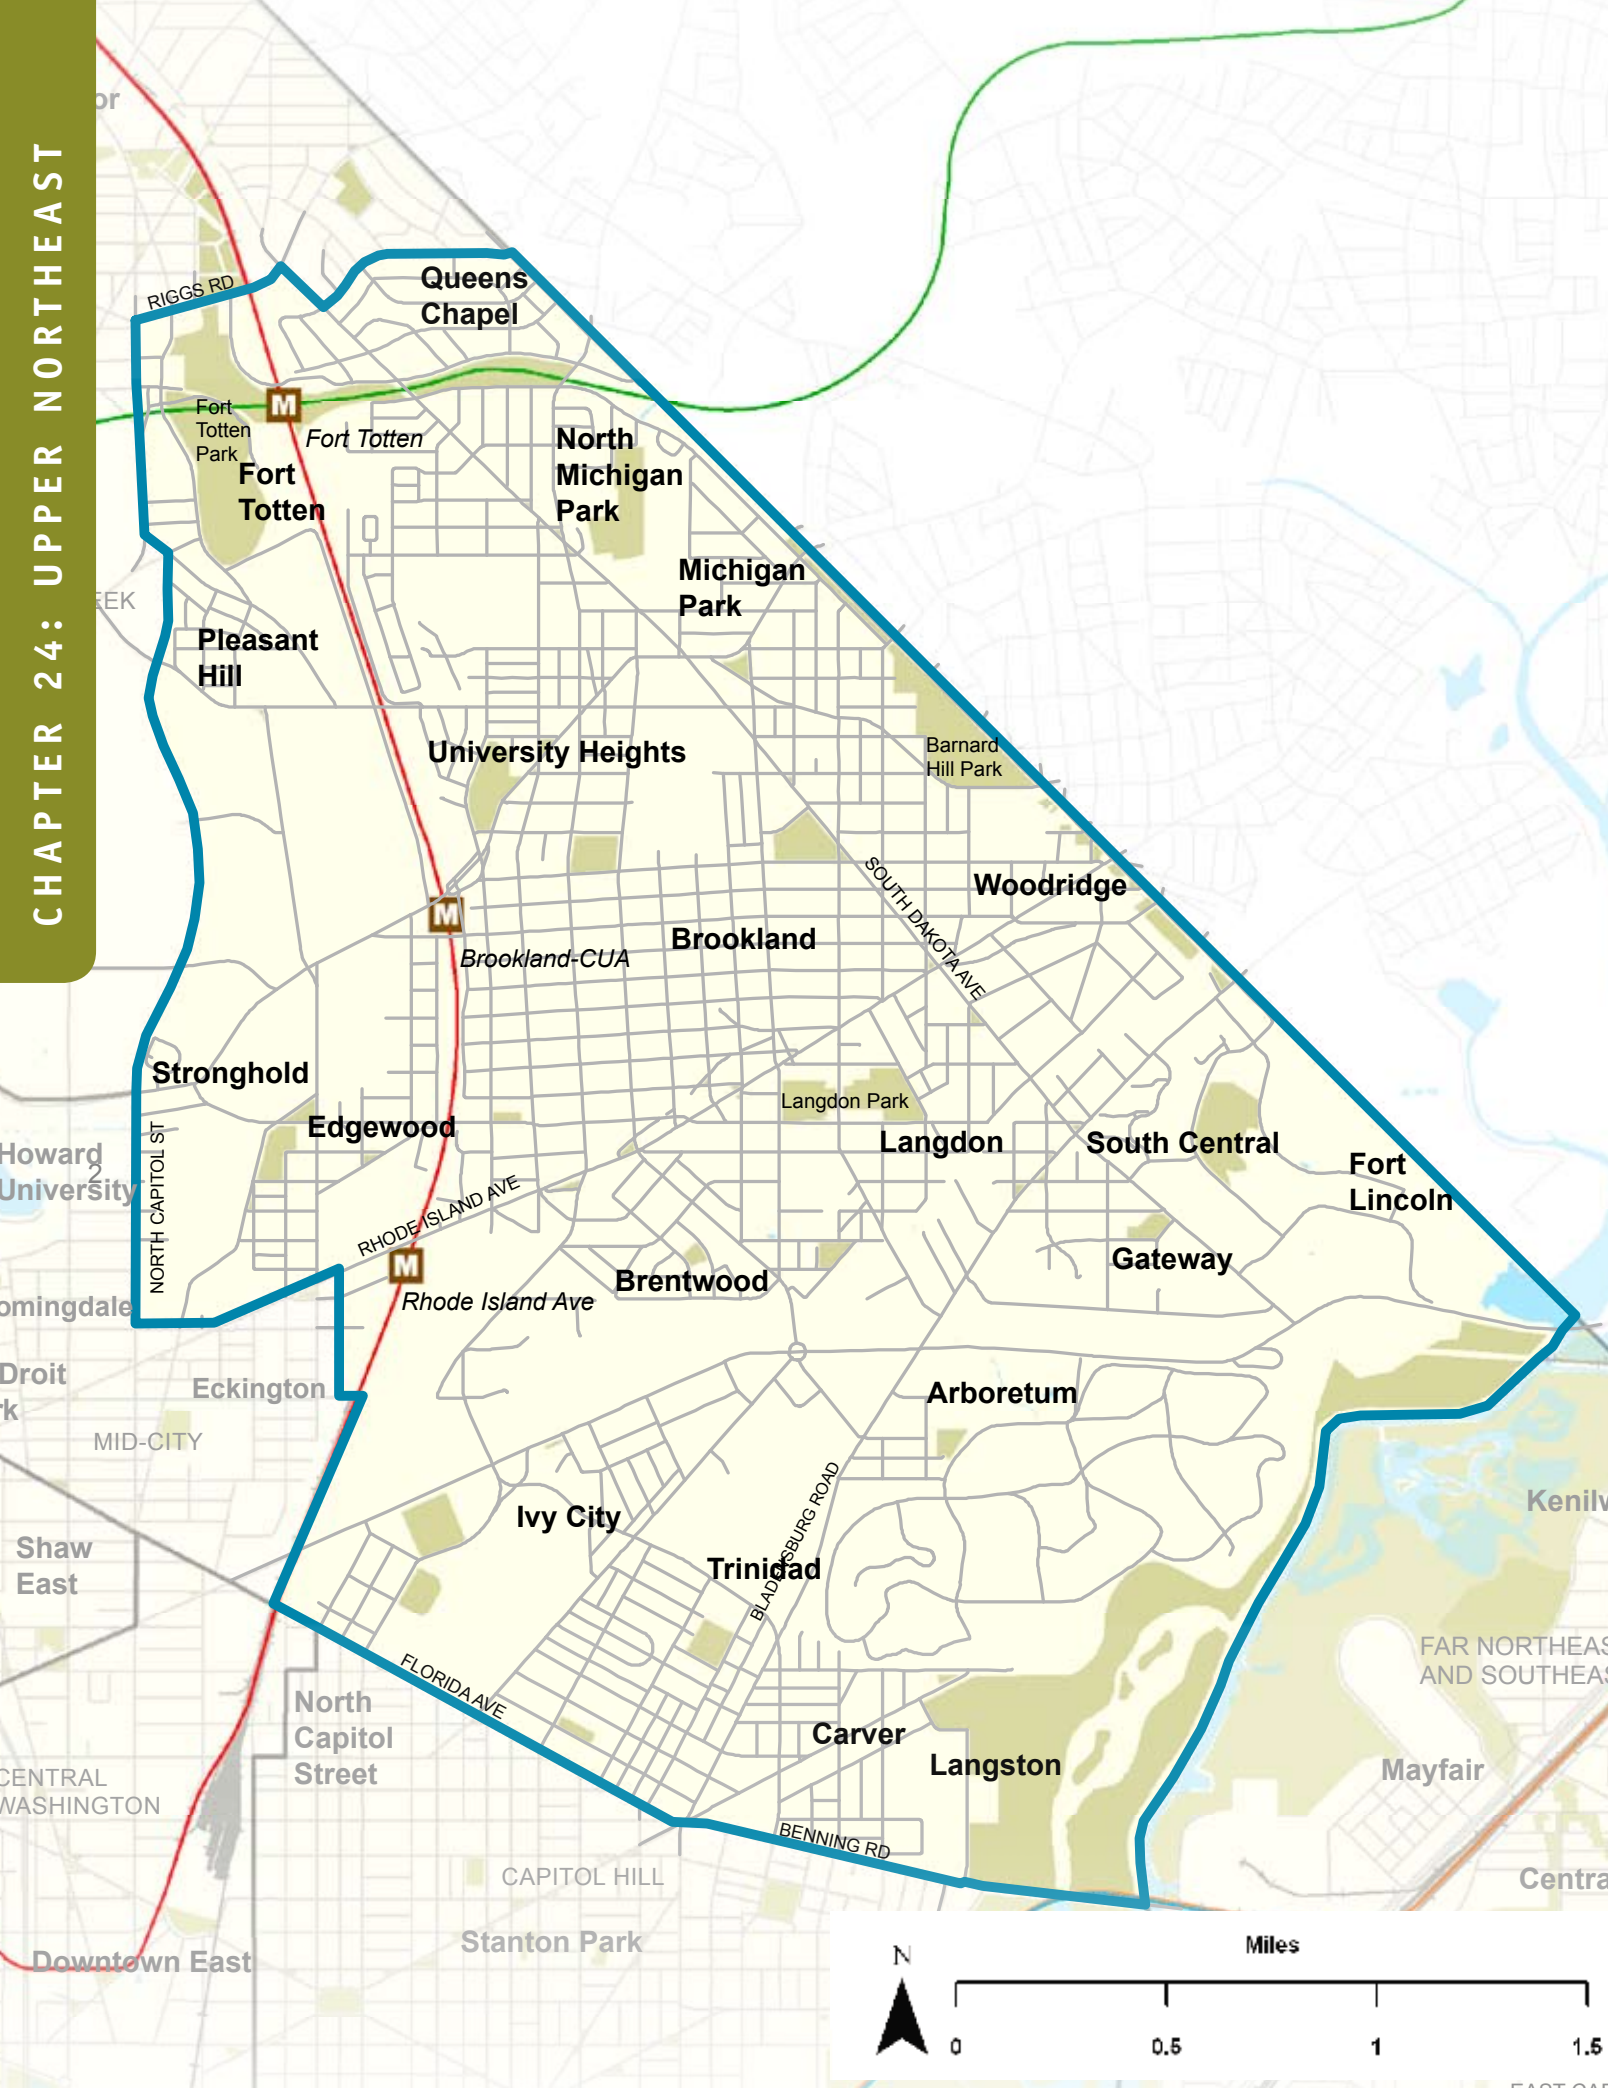 CHAPTER 24: UPPER NORTHEAST
or
RIGGS RD
Queens
Chapel
M
Fort
Totten
Park
Fort Totten
Fort
Totten
North
Michigan
Park
Michigan
Park
EEK
Pleasant
Hill
University Heights
Barnard
Hill Park
SOUTH DAKOTA AVE
Woodridge
M
Brookland
Brookland-CUA
Stronghold
Langdon Park
Edgewood
Langdon
South Central
Fort
Lincoln
Howard
University
2
NORTH CAPITOL ST
RHODE ISLAND AVE
M
Gateway
Brentwood
Rhode Island Ave
omingdale
Droit
rk
Eckington
Arboretum
MID-CITY
BLADENSBURG ROAD
Ivy City
Kenilw
Shaw
East
Trinidad
FAR NORTHEAS
AND SOUTHEAS
FLORIDA AVE
North
Capitol
Street
Carver
Langston
Mayfair
CENTRAL
WASHINGTON
BENNING RD
CAPITOL HILL
Centra
Stanton Park
Downtown East
N
Miles
0 0.5 1 1.5